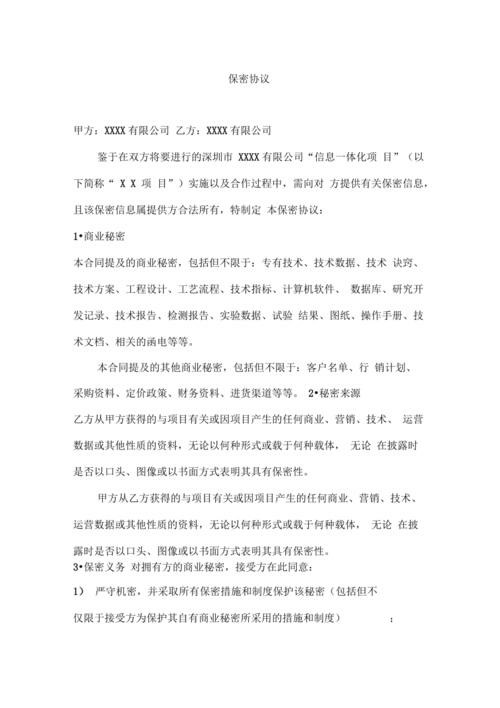 保密协议
甲方：XXXX有限公司 乙方：XXXX有限公司
鉴于在双方将要进行的深圳市 XXXX有限公司“信息一体化项 目”（以
下简称“ X X 项 目”）实施以及合作过程中，需向对 方提供有关保密信息，
且该保密信息属提供方合法所有，特制定 本保密协议：
1•商业秘密
本合同提及的商业秘密，包括但不限于：专有技术、技术数据、技术 诀窍、
技术方案、工程设计、工艺流程、技术指标、计算机软件、 数据库、研究开
发记录、技术报告、检测报告、实验数据、试验 结果、图纸、操作手册、技
术文档、相关的函电等等。
本合同提及的其他商业秘密，包括但不限于：客户名单、行 销计划、
采购资料、定价政策、财务资料、进货渠道等等。 2•秘密来源
乙方从甲方获得的与项目有关或因项目产生的任何商业、营销、技术、 运营
数据或其他性质的资料，无论以何种形式或载于何种载体， 无论 在披露时
是否以口头、图像或以书面方式表明其具有保密性。
甲方从乙方获得的与项目有关或因项目产生的任何商业、营销、技术、
运营数据或其他性质的资料，无论以何种形式或载于何种载体， 无论 在披
露时是否以口头、图像或以书面方式表明其具有保密性。
3•保密义务 对拥有方的商业秘密，接受方在此同意：
1） 严守机密，并采取所有保密措施和制度保护该秘密（包括但不
仅限于接受方为保护其自有商业秘密所采用的措施和制度） ；